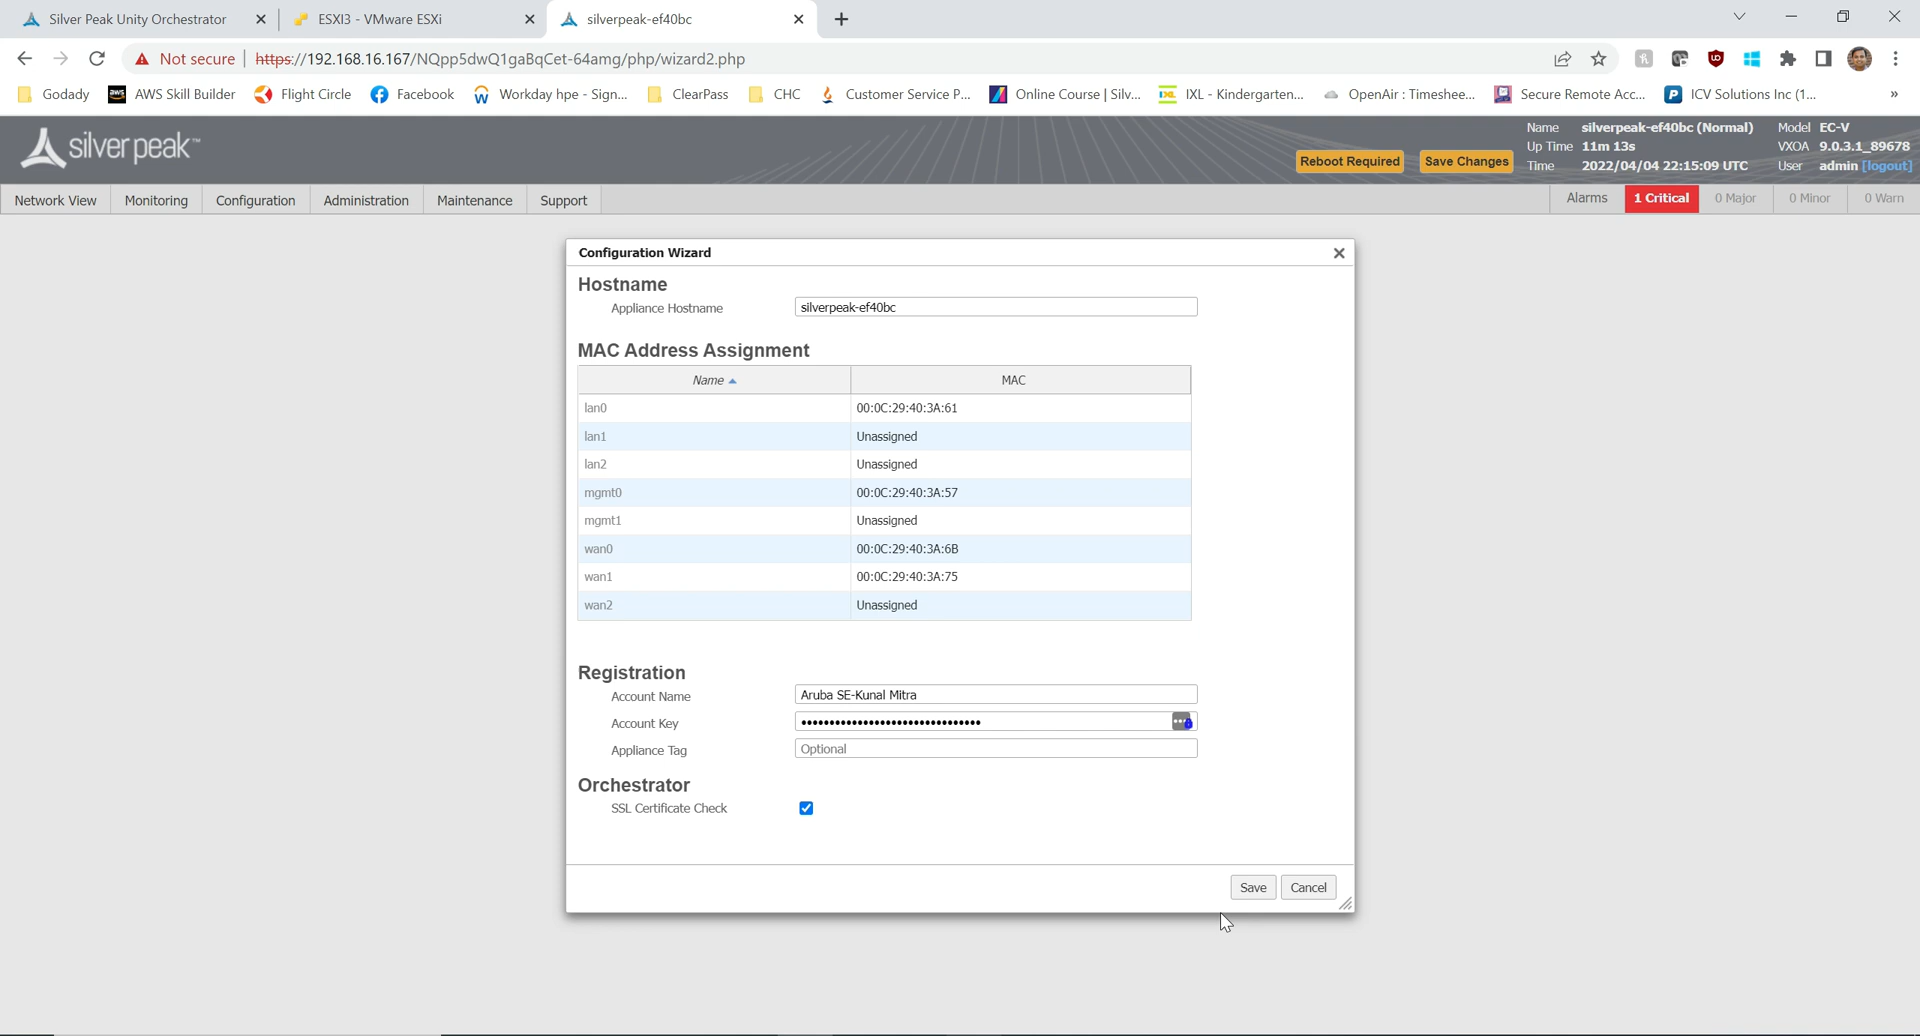 Silver Peak Unity Orchestrator
ESXI3 - VMware ESXi
silverpeak-ef40bc
Not secure
https://192.168.16.167/NQpp5dwQ1gaBqCet-64amg/php/wizard2.php
Godady
aws AWS Skill Builder
Flight Circle
Facebook
Workday hpe - Sign...
ClearPass
CHC
Customer Service P...
Online Course | Silv...
IXL - Kindergarten...
OpenAir : Timeshee...
Secure Remote Acc...
ICV Solutions Inc (1...
»
silver peak™
Reboot Required
Save Changes
Name silverpeak-ef40bc (Normal) Model EC-V
Up Time 11m 13s VXOA 9.0.3.1_89678
Time 2022/04/04 22:15:09 UTC User admin [logout]
Network View Monitoring Configuration Administration Maintenance Support
Alarms 1 Critical 0 Major 0 Minor 0 Warn
Configuration Wizard
Hostname
Appliance Hostname silverpeak-ef40bc
MAC Address Assignment
Name MAC
lan0 00:0C:29:40:3A:61
lan1 Unassigned
lan2 Unassigned
mgmt0 00:0C:29:40:3A:57
mgmt1 Unassigned
wan0 00:0C:29:40:3A:6B
wan1 00:0C:29:40:3A:75
wan2 Unassigned
Registration
Account Name Aruba SE-Kunal Mitra
Account Key ••••••••••••••••••••••••••••••••
Appliance Tag Optional
Orchestrator
SSL Certificate Check
Save Cancel